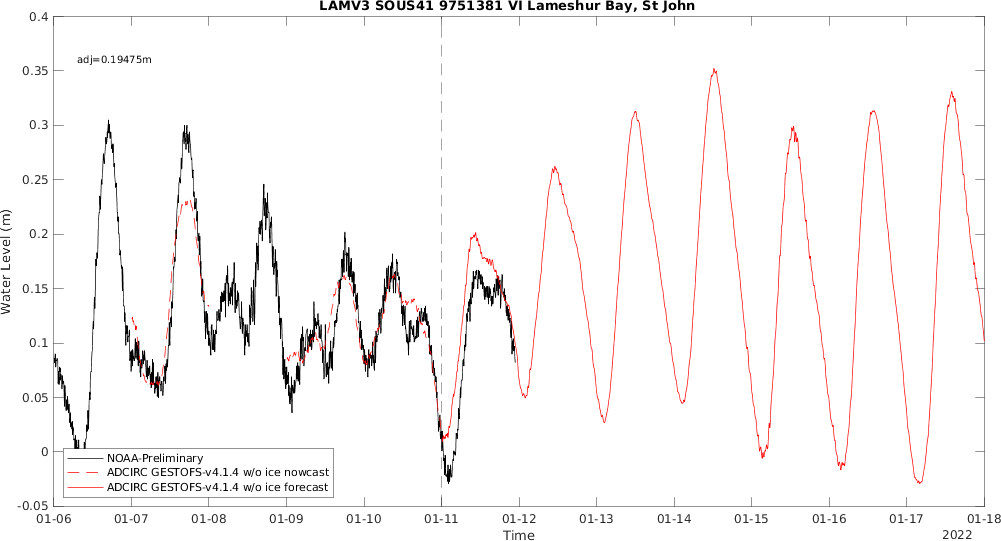 LAMV3 SOUS41 9751381 VI Lameshur Bay, St John
0.4
0.35
0.3
0.25
0.2
0.15
0.1
0.05
0
-0.05
Water Level (m)
adj=0.19475m
NOAA-Preliminary
ADCIRC GESTOFS-v4.1.4 w/o ice nowcast
ADCIRC GESTOFS-v4.1.4 w/o ice forecast
01-06 01-07 01-08 01-09 01-10 01-11 01-12 01-13 01-14 01-15 01-16 01-17 01-18
Time
2022